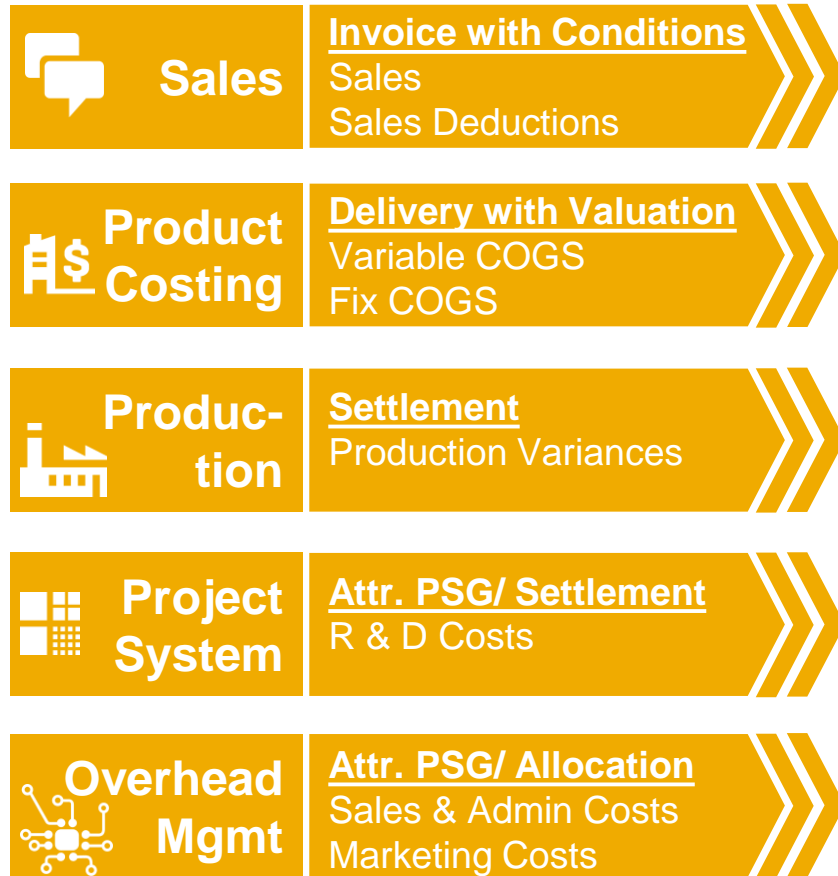 Sales
Invoice with Conditions
Sales
Sales Deductions
Product
Costing
Delivery with Valuation
Variable COGS
Fix COGS
Produc-
tion
Settlement
Production Variances
Project
System
Attr. PSG/ Settlement
R & D Costs
Overhead
Mgmt
Attr. PSG/ Allocation
Sales & Admin Costs
Marketing Costs